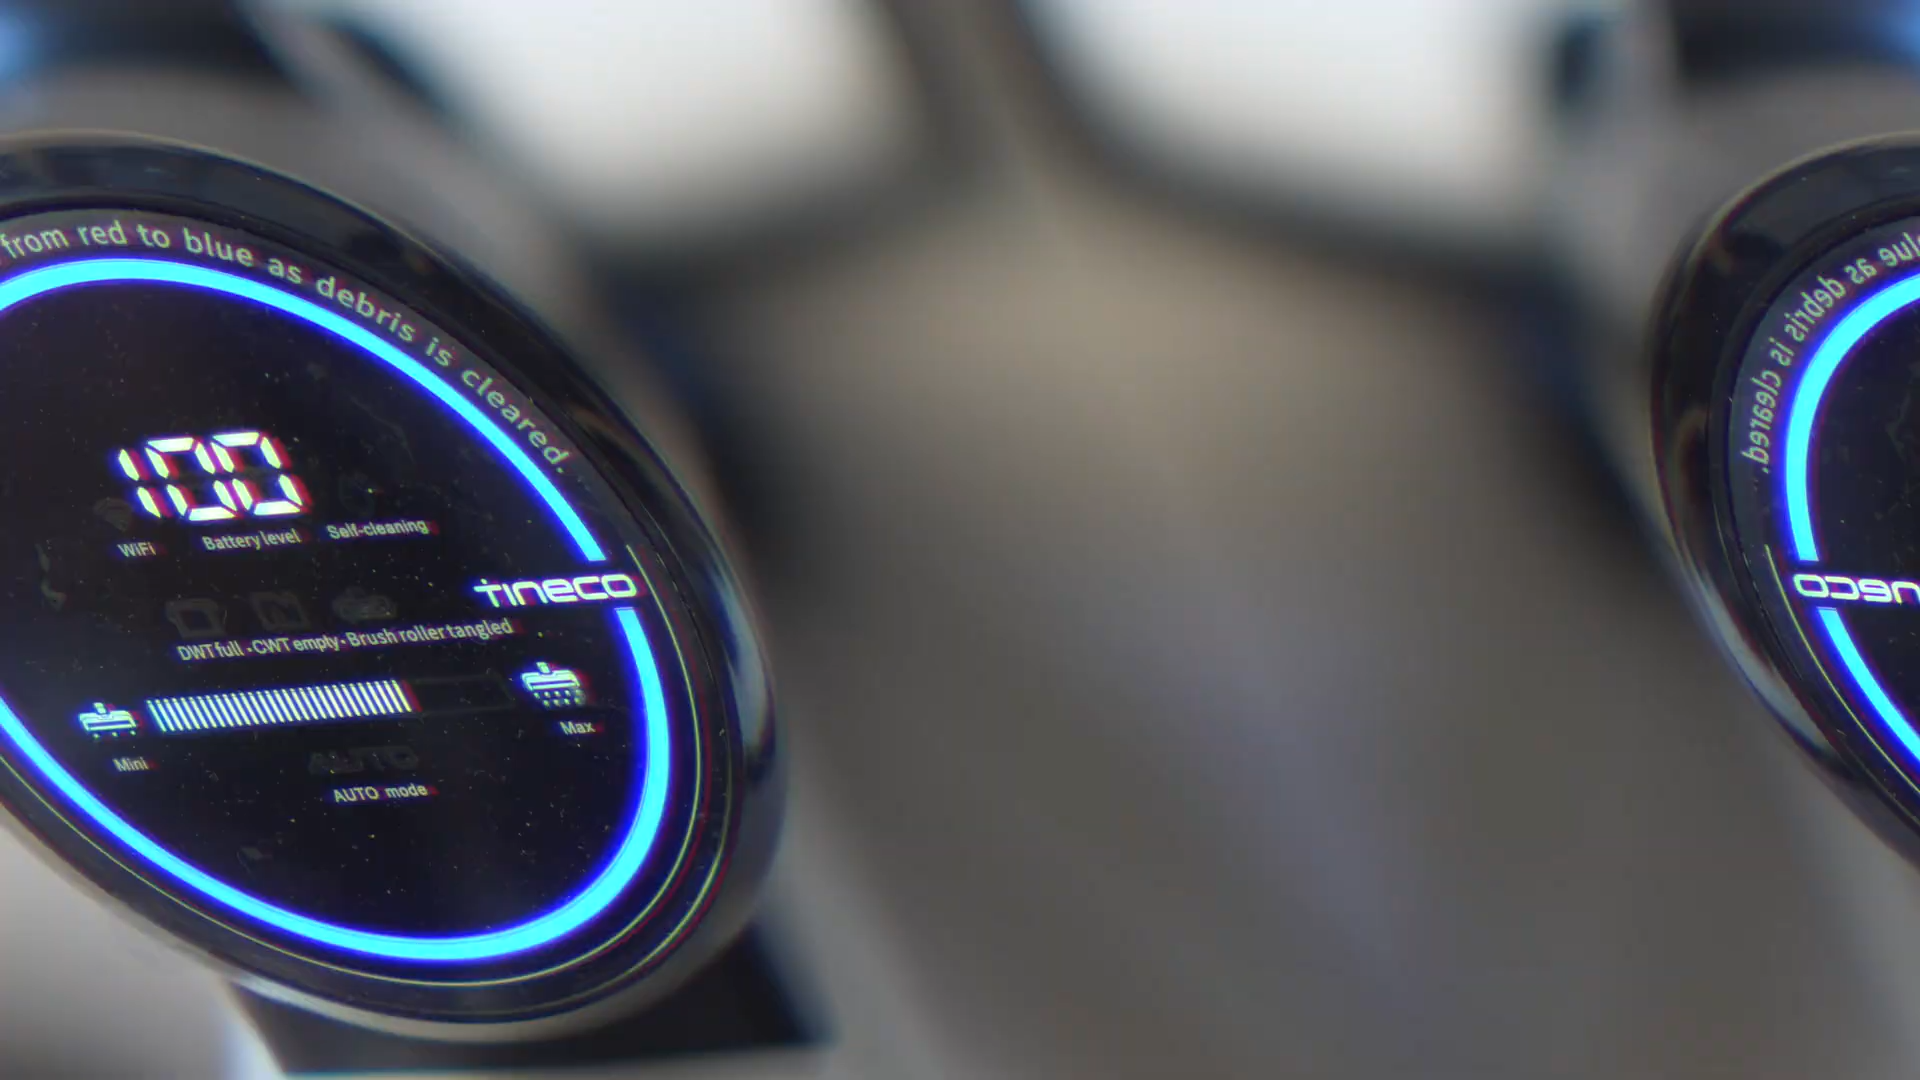 from red to blue as debris is cleared.
100
WiFi Battery level Self-cleaning
tineco
DWT full • CWT empty • Brush roller tangled
Mini
Max
AUTO
AUTO mode
blue as debris is cleared.